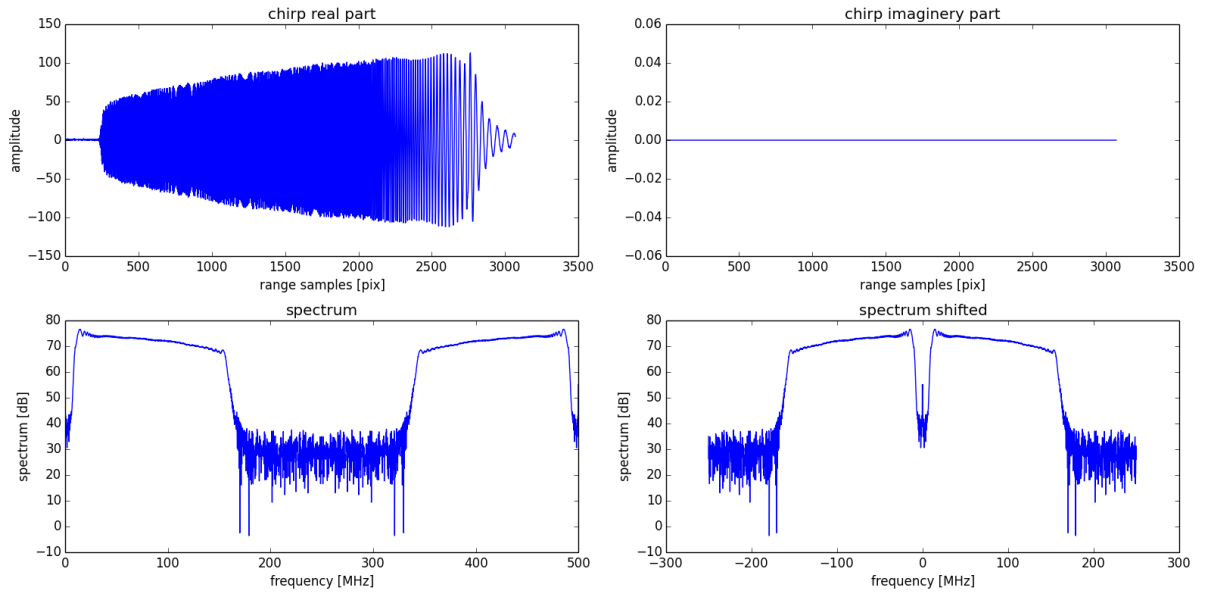 chirp real part
150
100
50
0
−50
−100
−150
amplitude
0 500 1000 1500 2000 2500 3000 3500
range samples [pix]
chirp imaginery part
0.06
0.04
0.02
0.00
−0.02
−0.04
−0.06
amplitude
0 500 1000 1500 2000 2500 3000 3500
range samples [pix]
spectrum
80
70
60
50
40
30
20
10
0
−10
spectrum [dB]
0 100 200 300 400 500
frequency [MHz]
spectrum shifted
80
70
60
50
40
30
20
10
0
−10
spectrum [dB]
−300 −200 −100 0 100 200 300
frequency [MHz]